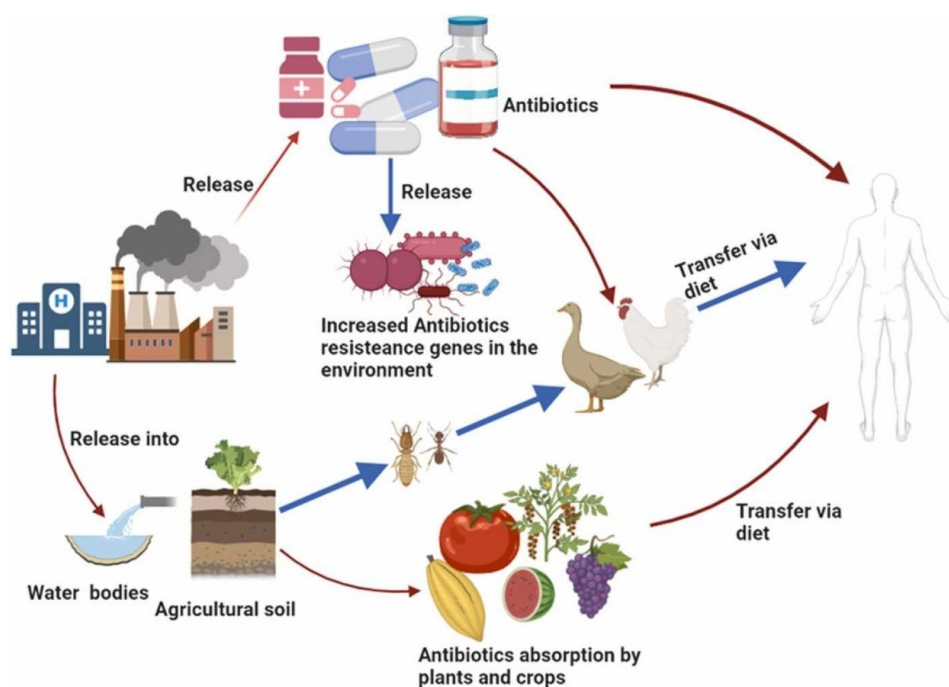 Antibiotics
Release
Release
Transfer via
diet
H
Increased Antibiotics
resisteance genes in the
environment
Release into
Transfer via
diet
Water bodies
Agricultural soil
Antibiotics absorption by
plants and crops